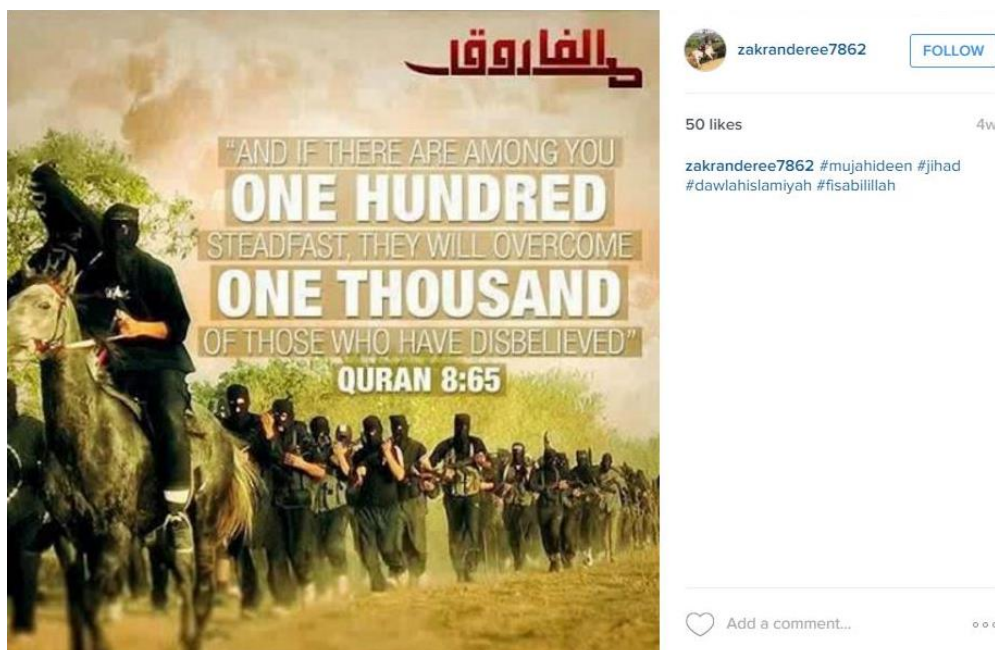 الفاروق
"AND IF THERE ARE AMONG YOU
ONE HUNDRED
STEADFAST, THEY WILL OVERCOME
ONE THOUSAND
OF THOSE WHO HAVE DISBELIEVED"
QURAN 8:65
zakranderee7862
FOLLOW
50 likes 4w
zakranderee7862 #mujahideen #jihad
#dawlahislamiyah #fisabilillah
Add a comment...